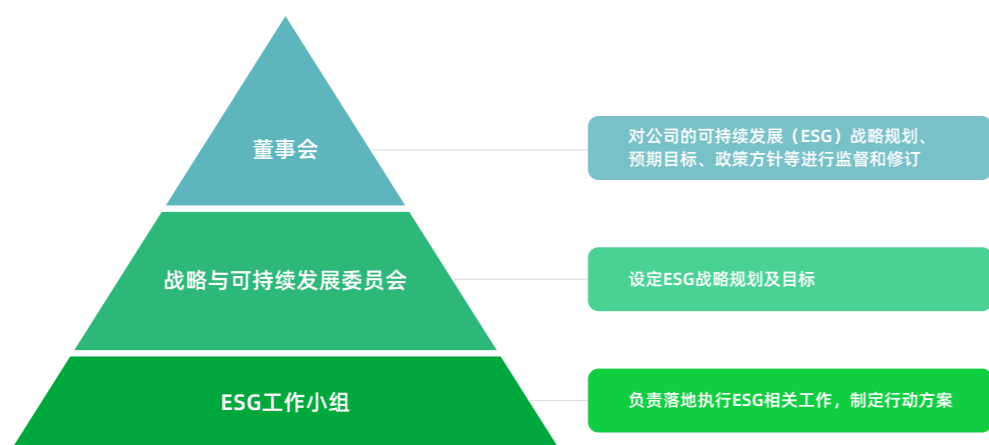 董事会
对公司的可持续发展（ESG）战略规划、
预期目标、政策方针等进行监督和修订
战略与可持续发展委员会
设定ESG战略规划及目标
ESG工作小组
负责落地执行ESG相关工作，制定行动方案